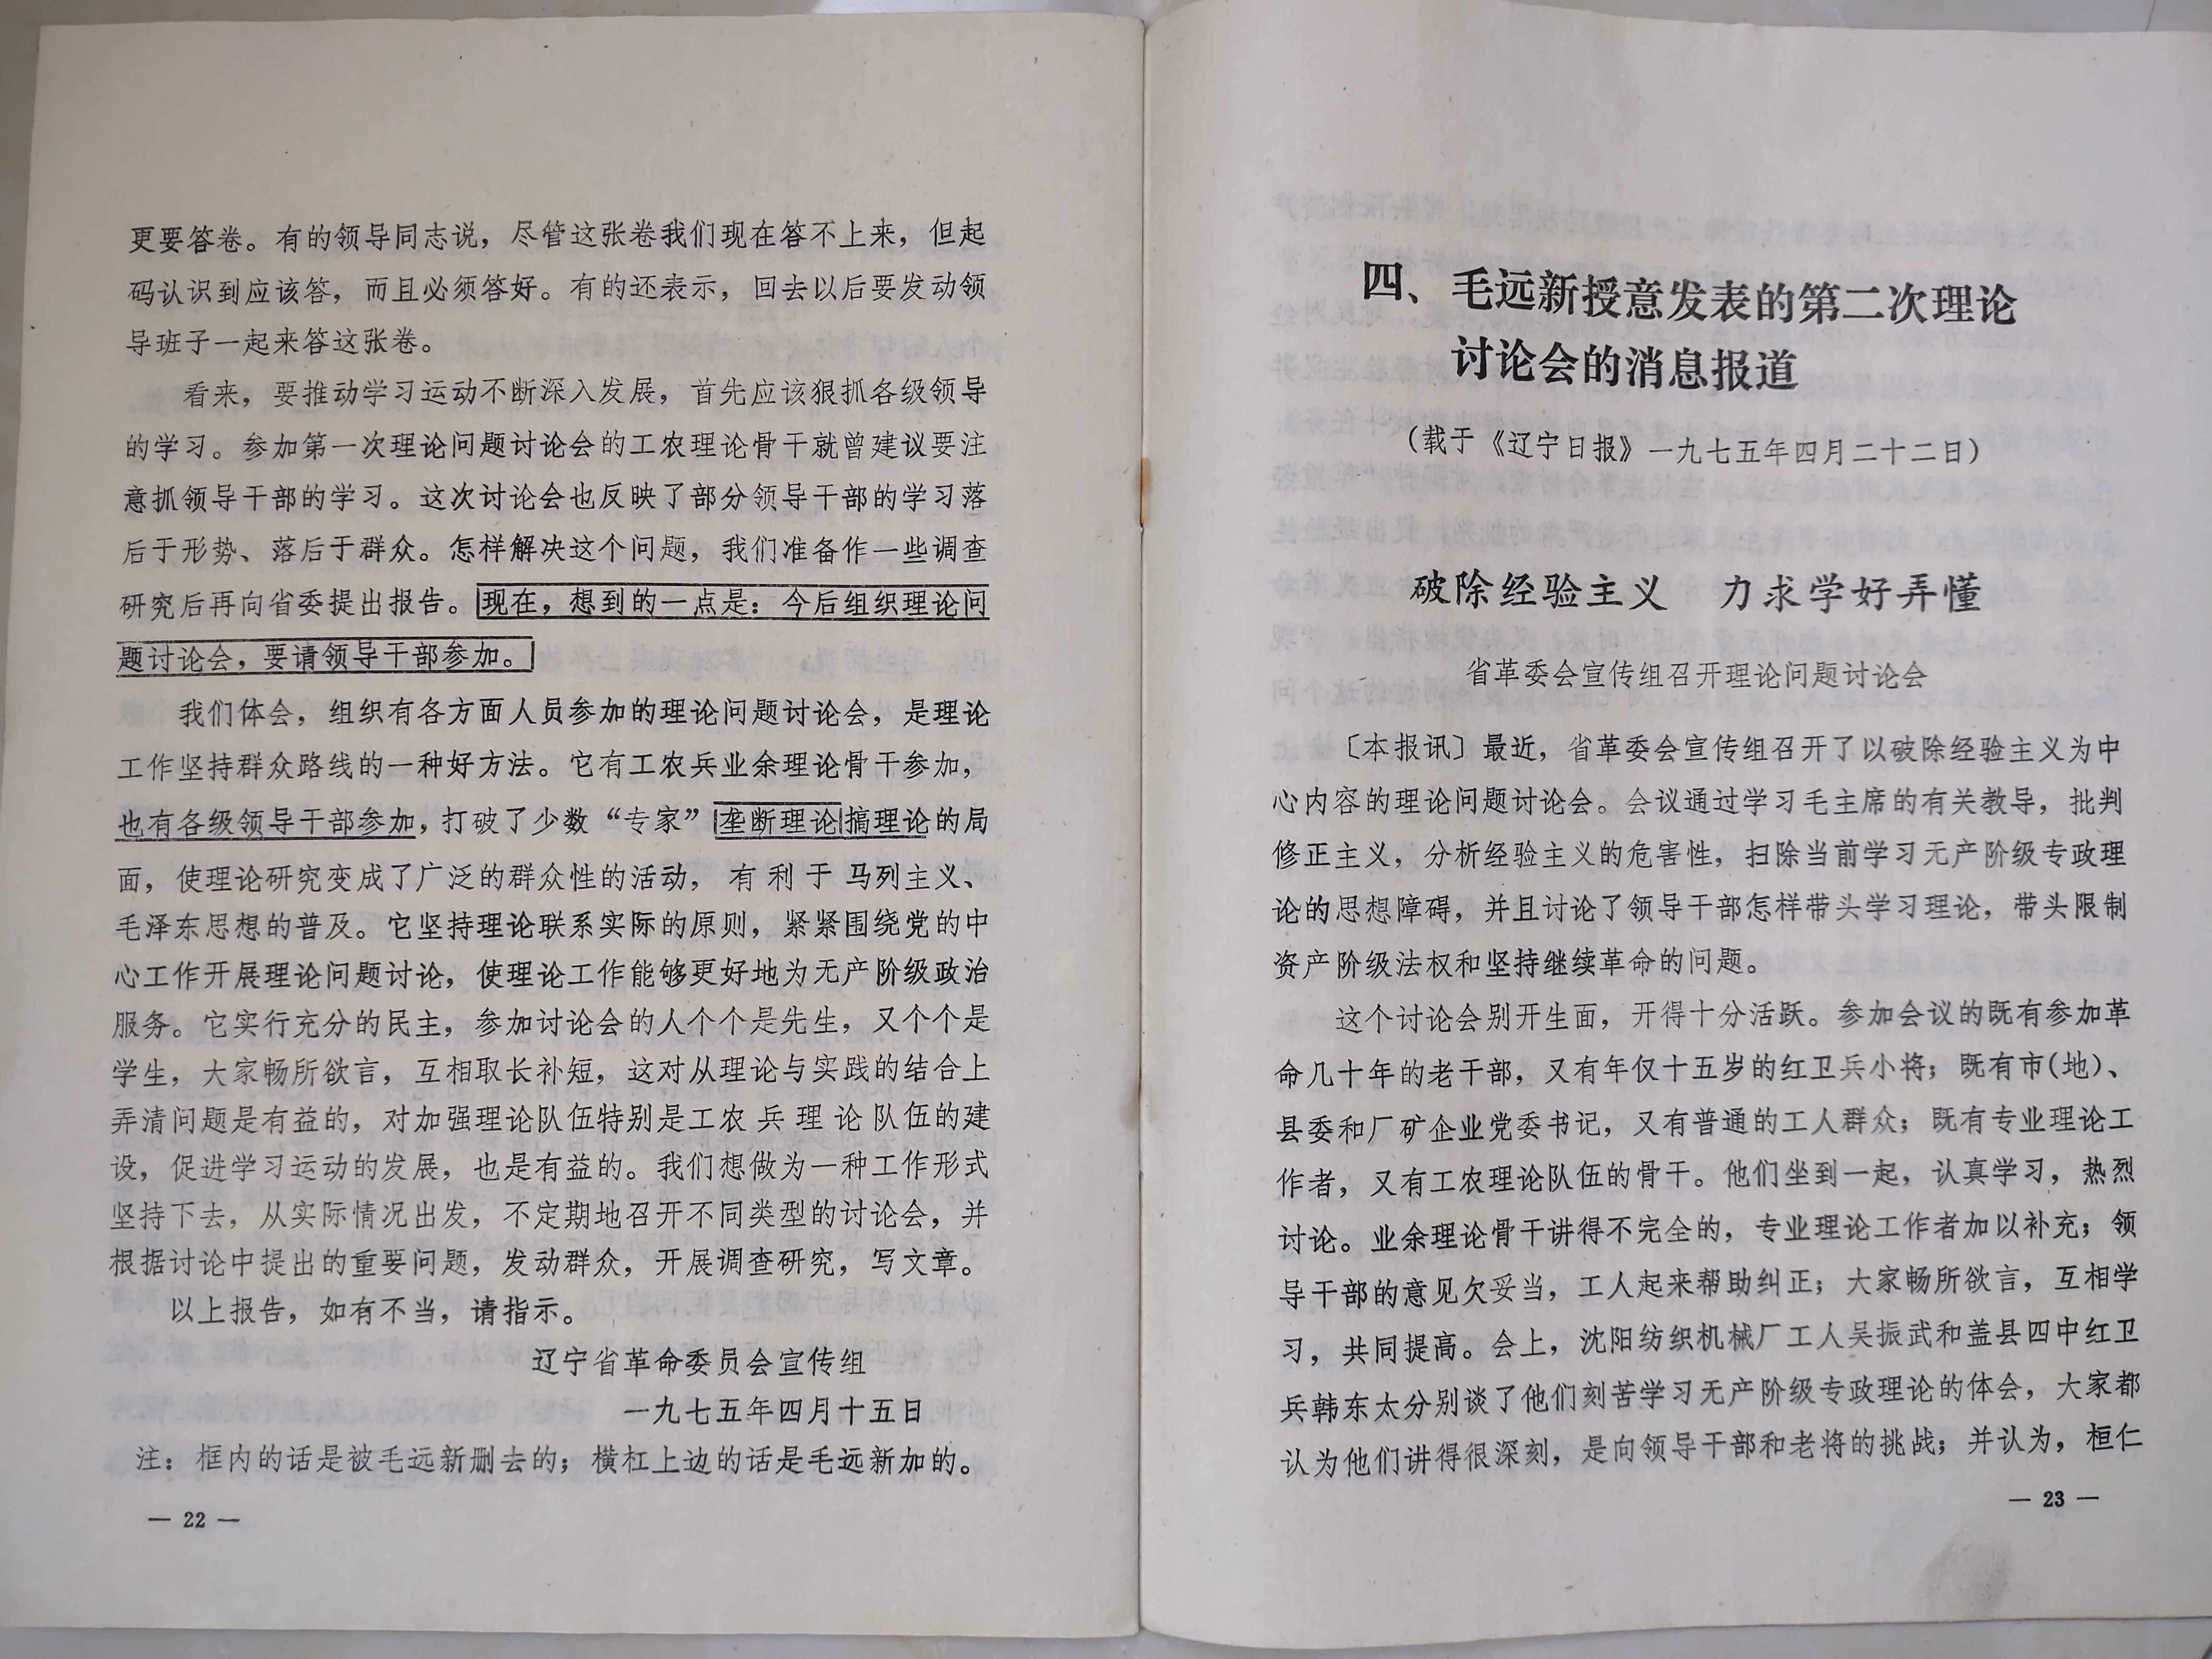 更要答卷。有的领导同志说，尽管这张卷我们现在答不上来，但起
码认识到应该答，而且必须答好。有的还表示，回去以后要发动领
导班子一起来答这张卷。
看来，要推动学习运动不断深入发展，首先应该狠抓各级领导
的学习。参加第一次理论问题讨论会的工农理论骨干就曾建议要注
意抓领导干部的学习。这次讨论会也反映了部分领导干部的学习落
后于形势、落后于群众。怎样解决这个问题，我们准备作一些调查
研究后再向省委提出报告。现在，想到的一点是：今后组织理论问
题讨论会，要请领导干部参加。
我们体会，组织有各方面人员参加的理论问题讨论会，是理论
工作坚持群众路线的一种好方法。它有工农兵业余理论骨干参加，
也有各级领导干部参加，打破了少数“专家”垄断理论搞理论的局
面，使理论研究变成了广泛的群众性的活动，有利于马列主义、
毛泽东思想的普及。它坚持理论联系实际的原则，紧紧围绕党的中
心工作开展理论问题讨论，使理论工作能够更好地为无产阶级政治
服务。它实行充分的民主，参加讨论会的人个个是先生，又个个是
学生，大家畅所欲言，互相取长补短，这对从理论与实践的结合上
弄清问题是有益的，对加强理论队伍特别是工农兵理论队伍的建
设，促进学习运动的发展，也是有益的。我们想做为一种工作形式
坚持下去，从实际情况出发，不定期地召开不同类型的讨论会，并
根据讨论中提出的重要问题，发动群众，开展调查研究，写文章。
以上报告，如有不当，请指示。
辽宁省革命委员会宣传组
一九七五年四月十五日
注：框内的话是被毛远新删去的；横杠上边的话是毛远新加的。
— 22 —
四、毛远新授意发表的第二次理论
讨论会的消息报道
（载于《辽宁日报》一九七五年四月二十二日）
破除经验主义 力求学好弄懂
省革委会宣传组召开理论问题讨论会
〔本报讯〕最近，省革委会宣传组召开了以破除经验主义为中
心内容的理论问题讨论会。会议通过学习毛主席的有关教导，批判
修正主义，分析经验主义的危害性，扫除当前学习无产阶级专政理
论的思想障碍，并且讨论了领导干部怎样带头学习理论，带头限制
资产阶级法权和坚持继续革命的问题。
这个讨论会别开生面，开得十分活跃。参加会议的既有参加革
命几十年的老干部，又有年仅十五岁的红卫兵小将；既有市(地)、
县委和厂矿企业党委书记，又有普通的工人群众；既有专业理论工
作者，又有工农理论队伍的骨干。他们坐到一起，认真学习，热烈
讨论。业余理论骨干讲得不完全的，专业理论工作者加以补充；领
导干部的意见欠妥当，工人起来帮助纠正；大家畅所欲言，互相学
习，共同提高。会上，沈阳纺织机械厂工人吴振武和盖县四中红卫
兵韩东太分别谈了他们刻苦学习无产阶级专政理论的体会，大家都
认为他们讲得很深刻，是向领导干部和老将的挑战；并认为，桓仁
— 23 —